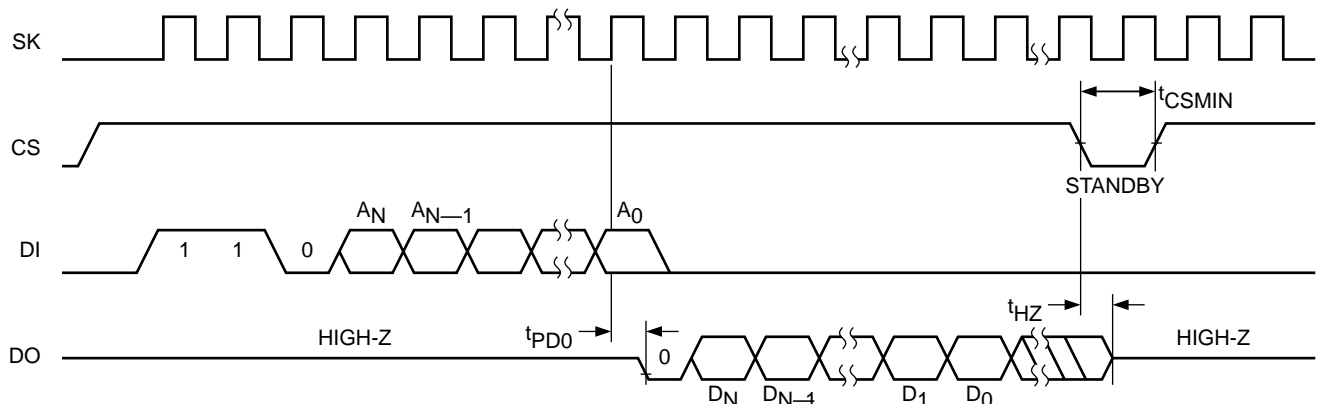 SK
tCSMIN
CS
STANDBY
AN AN—1 A0
DI 1 1 0
tHZ
HIGH-Z tPD0 0 HIGH-Z
DO
DN DN—1 D1 D0